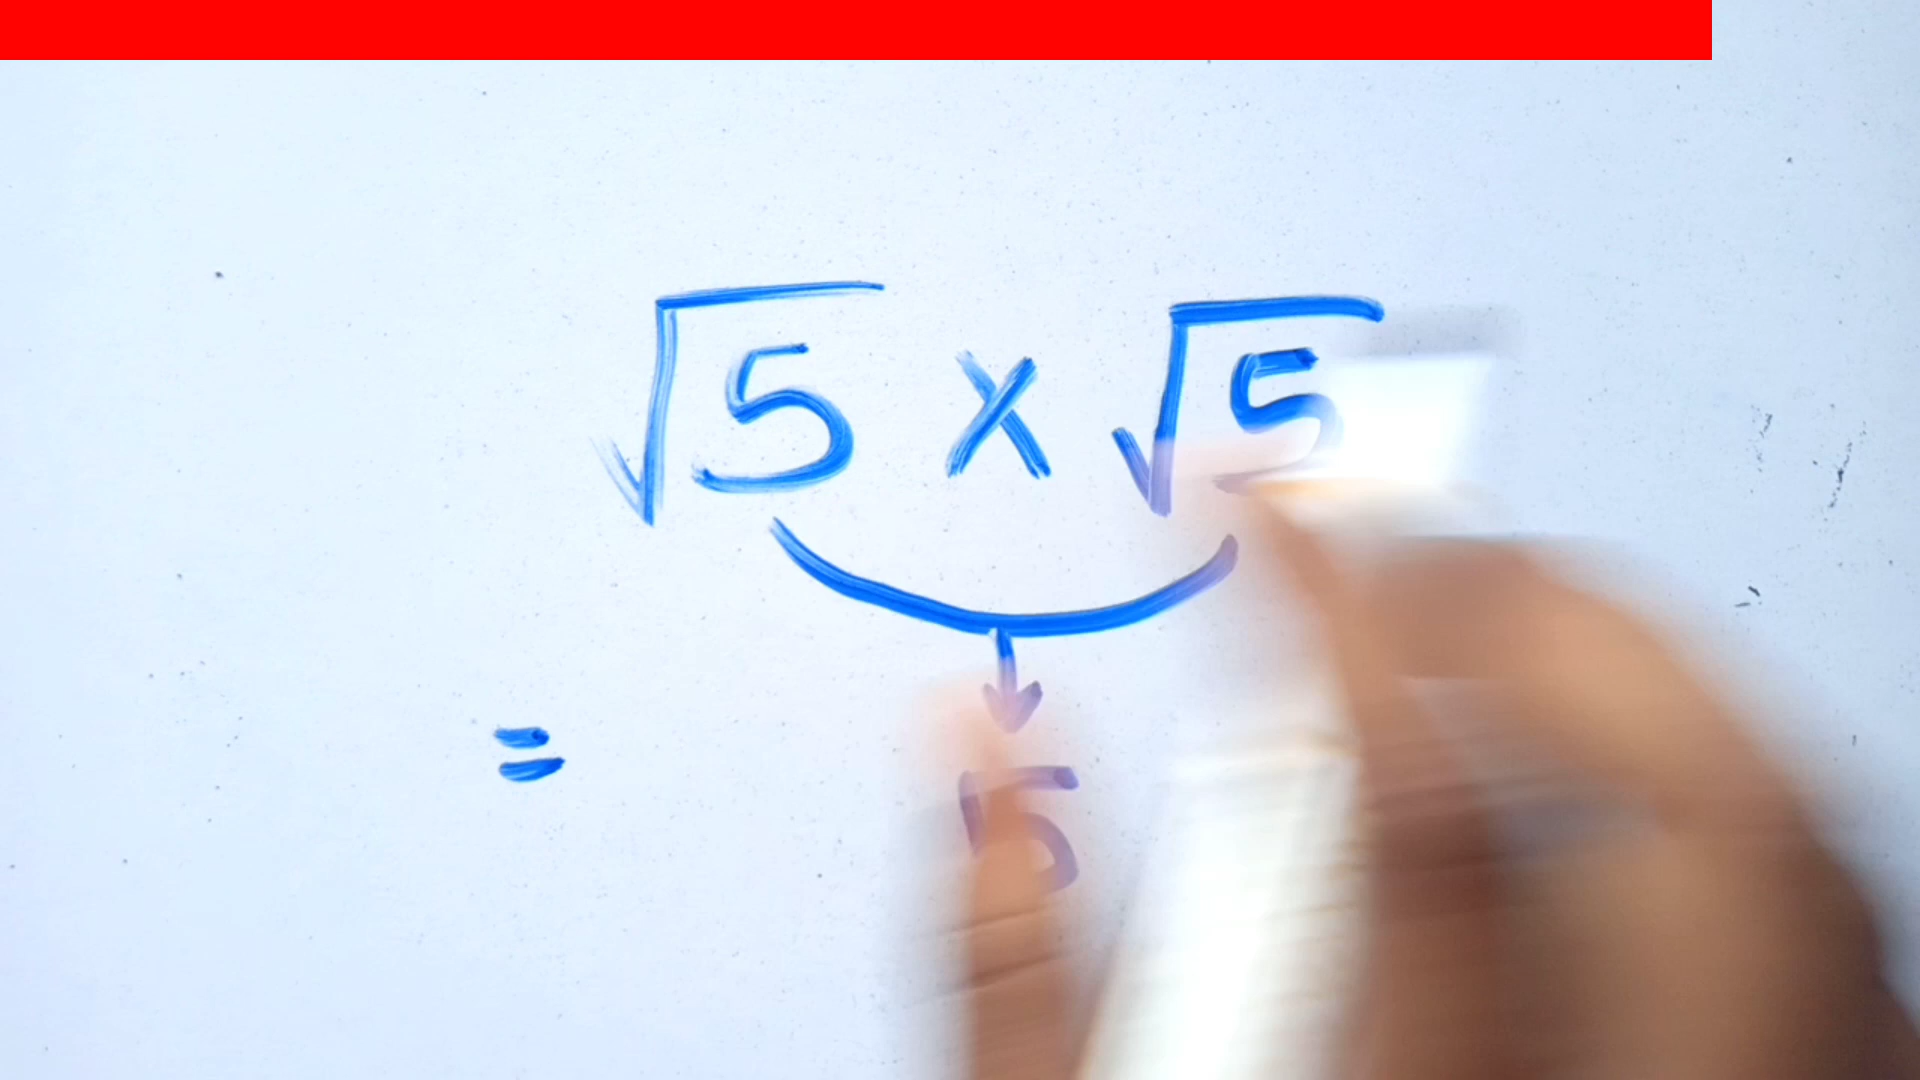 √5 × √5
= 5